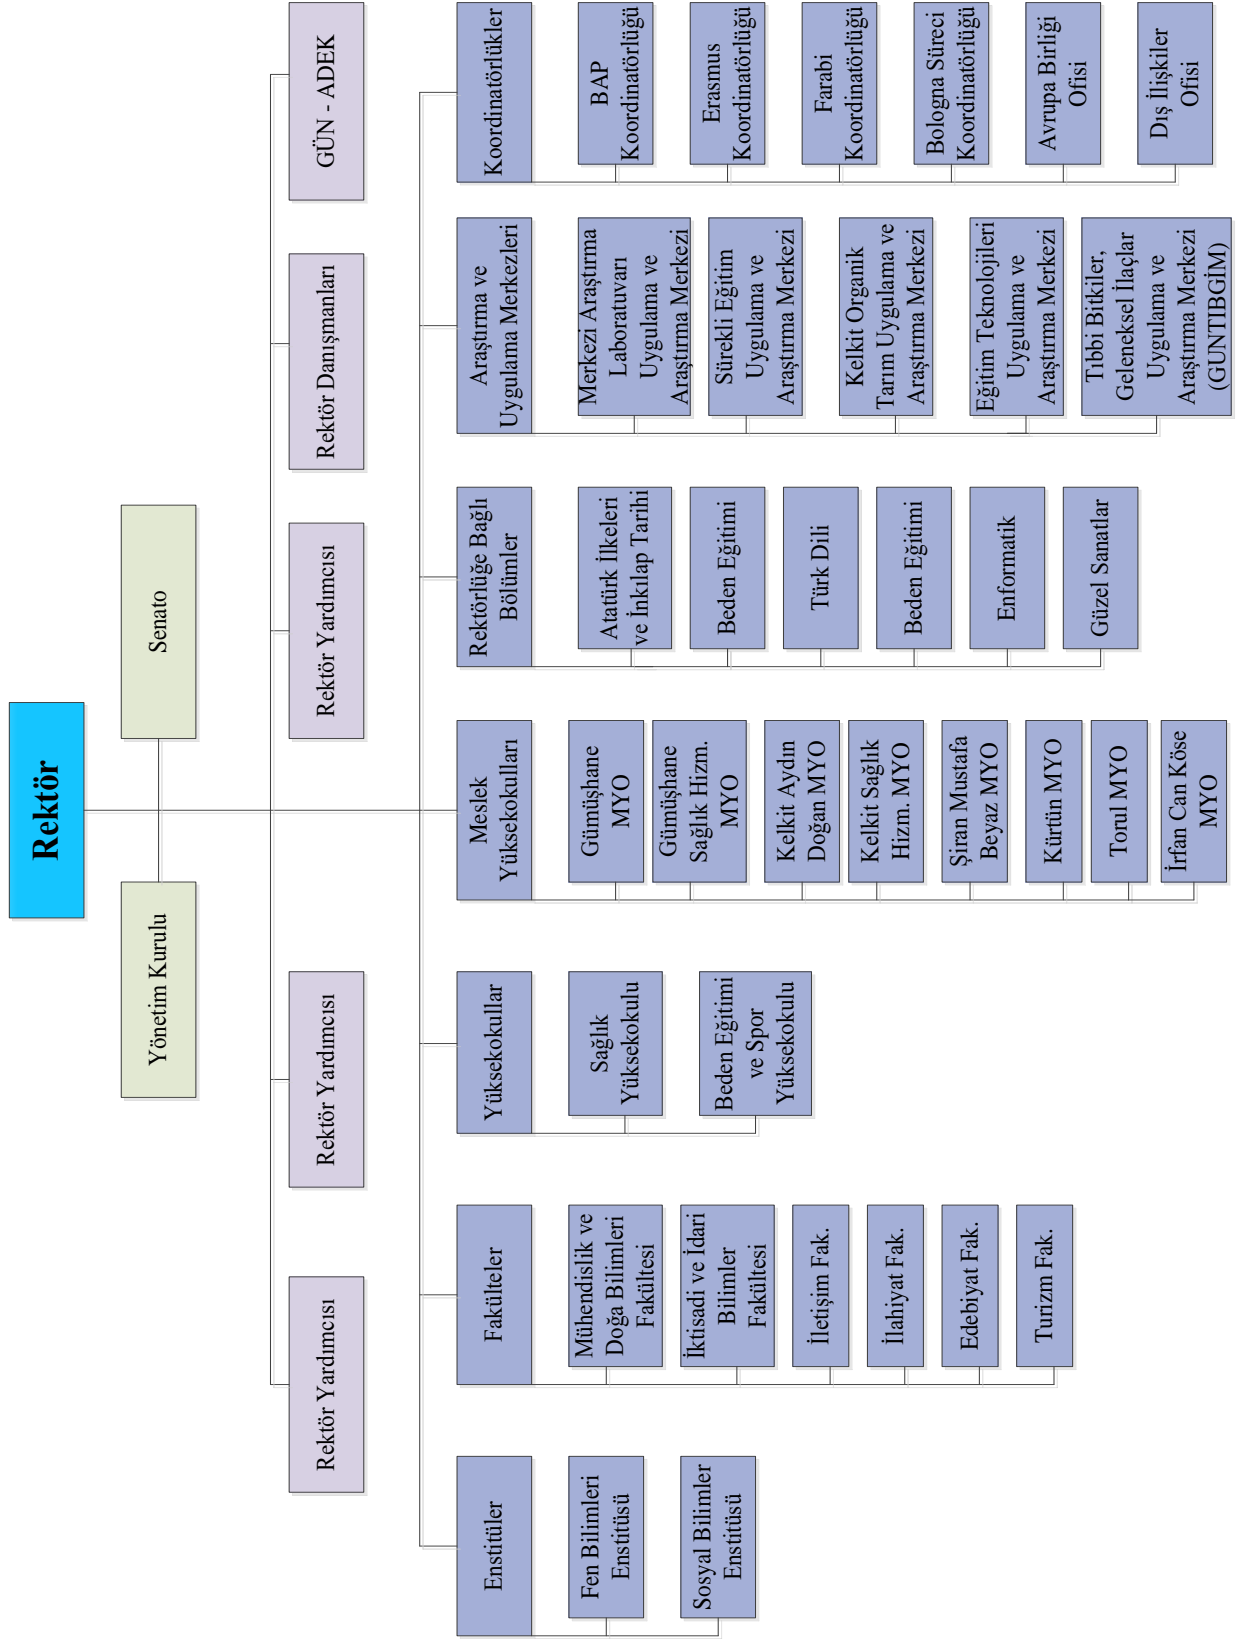 Rektör
Yönetim Kurulu
Senato
Rektör Yardımcısı
Rektör Yardımcısı
Rektör Yardımcısı
Rektör Danışmanları
GÜN - ADEK
Enstitüler
Fen Bilimleri
Enstitüsü
Sosyal Bilimler
Enstitüsü
Fakülteler
Mühendislik ve
Doğa Bilimleri
Fakültesi
İktisadi ve İdari
Bilimler
Fakültesi
İletişim Fak.
İlahiyat Fak.
Edebiyat Fak.
Turizm Fak.
Yüksekokullar
Sağlık
Yüksekokulu
Beden Eğitimi
ve Spor
Yüksekokulu
Meslek
Yüksekokulları
Gümüşhane
MYO
Gümüşhane
Sağlık Hizm.
MYO
Kelkit Aydın
Doğan MYO
Kelkit Sağlık
Hizm. MYO
Şiran Mustafa
Beyaz MYO
Kürtün MYO
Torul MYO
İrfan Can Köse
MYO
Rektörlüğe Bağlı
Bölümler
Atatürk İlkeleri
ve İnkılap Tarihi
Beden Eğitimi
Türk Dili
Beden Eğitimi
Enformatik
Güzel Sanatlar
Araştırma ve
Uygulama Merkezleri
Merkezi Araştırma
Laboratuvarı
Uygulama ve
Araştırma Merkezi
Sürekli Eğitim
Uygulama ve
Araştırma Merkezi
Kelkit Organik
Tarım Uygulama ve
Araştırma Merkezi
Eğitim Teknolojileri
Uygulama ve
Araştırma Merkezi
Tıbbi Bitkiler,
Geleneksel İlaçlar
Uygulama ve
Araştırma Merkezi
(GUNTIBGİM)
Koordinatörlükler
BAP
Koordinatörlüğü
Erasmus
Koordinatörlüğü
Farabi
Koordinatörlüğü
Bologna Süreci
Koordinatörlüğü
Avrupa Birliği
Ofisi
Dış İlişkiler
Ofisi